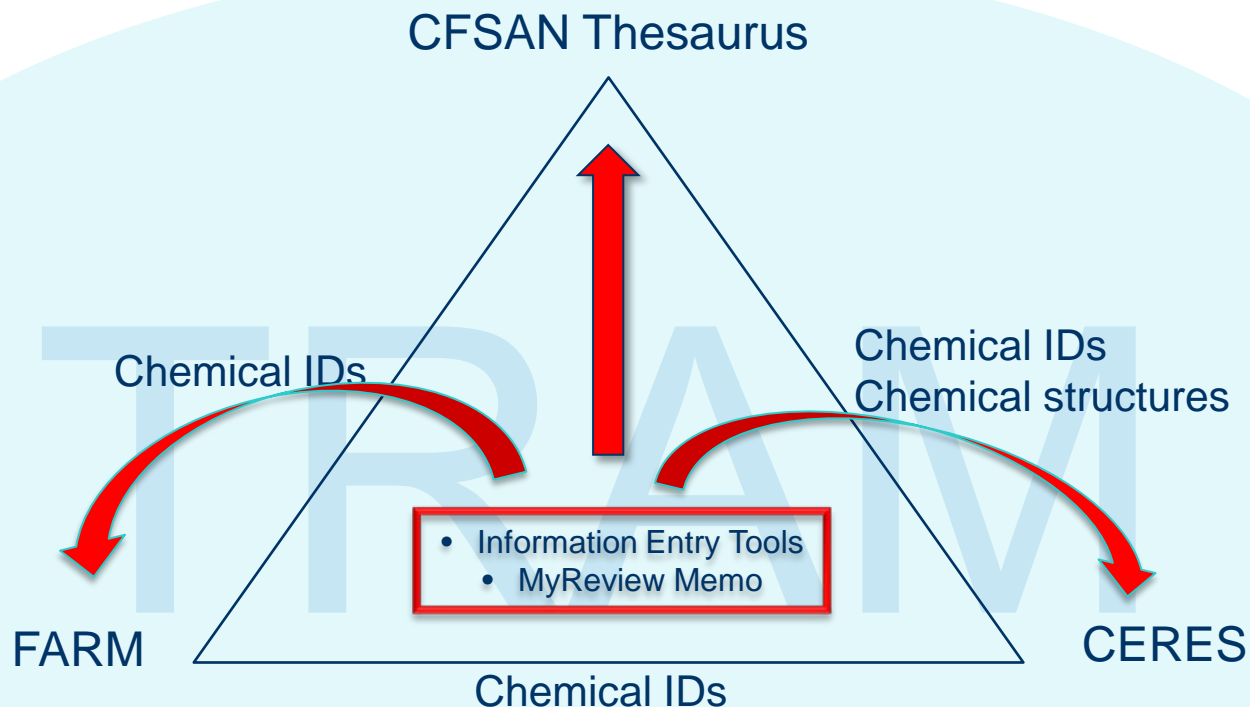 CFSAN Thesaurus
Chemical IDs
Chemical IDs
Chemical structures
TRAM
• Information Entry Tools
• MyReview Memo
FARM
CERES
Chemical IDs